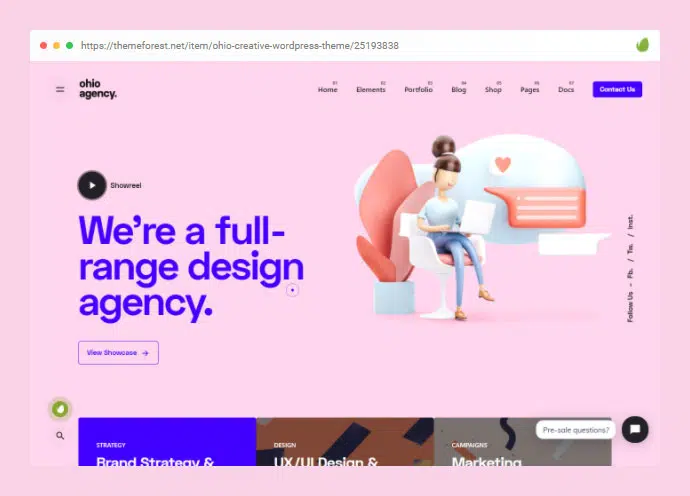 https://themeforest.net/item/ohio-creative-wordpress-theme/25193838
ohio
agency.
01 02 03 04 05 06 07
Home Elements Portfolio Blog Shop Pages Docs Contact Us
Showreel
We're a full-
range design
agency.
View Showcase →
Follow Us – Fb. / Tw. / Inst.
STRATEGY
Brand Strategy &
DESIGN
UX/UI Design &
CAMPAIGNS
Marketing
Pre-sale questions?